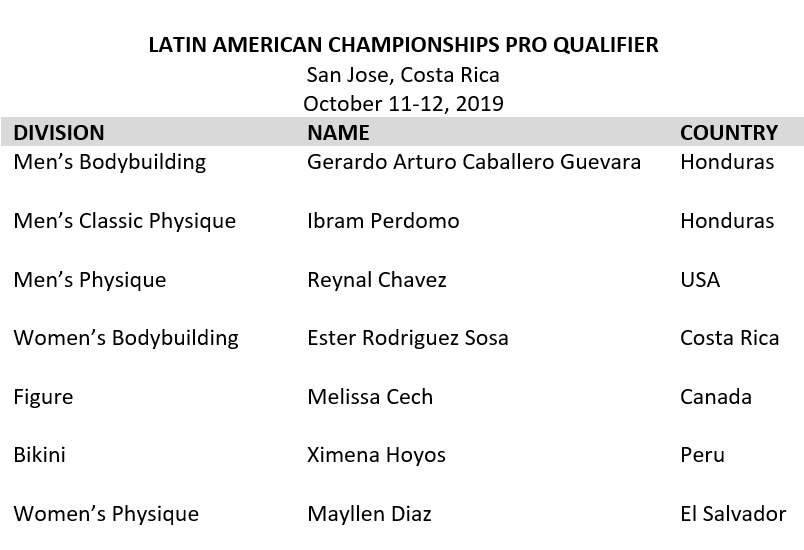 LATIN AMERICAN CHAMPIONSHIPS PRO QUALIFIER
San Jose, Costa Rica
October 11-12, 2019
DIVISION NAME COUNTRY
Men’s Bodybuilding Gerardo Arturo Caballero Guevara Honduras
Men’s Classic Physique Ibram Perdomo Honduras
Men’s Physique Reynal Chavez USA
Women’s Bodybuilding Ester Rodriguez Sosa Costa Rica
Figure Melissa Cech Canada
Bikini Ximena Hoyos Peru
Women’s Physique Mayllen Diaz El Salvador